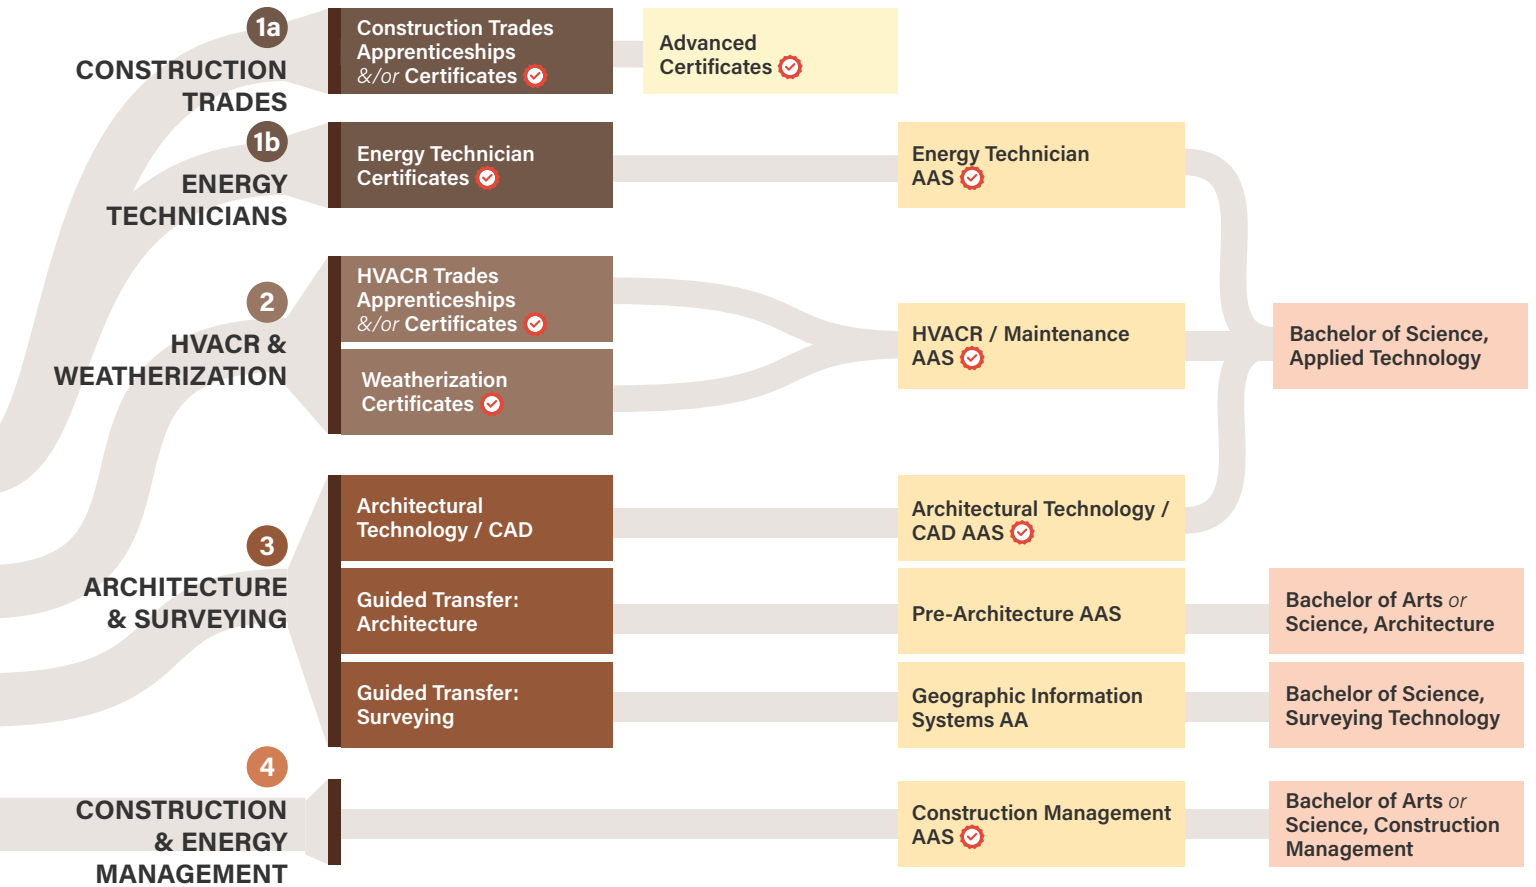 1a
CONSTRUCTION
TRADES
Construction Trades
Apprenticeships
&/or Certificates
Advanced
Certificates
1b
ENERGY
TECHNICIANS
Energy Technician
Certificates
Energy Technician
AAS
2
HVACR &
WEATHERIZATION
HVACR Trades
Apprenticeships
&/or Certificates
Weatherization
Certificates
HVACR / Maintenance
AAS
Bachelor of Science,
Applied Technology
3
ARCHITECTURE
& SURVEYING
Architectural
Technology / CAD
Architectural Technology /
CAD AAS
Guided Transfer:
Architecture
Pre-Architecture AAS
Bachelor of Arts or
Science, Architecture
Guided Transfer:
Surveying
Geographic Information
Systems AA
Bachelor of Science,
Surveying Technology
4
CONSTRUCTION
& ENERGY
MANAGEMENT
Construction Management
AAS
Bachelor of Arts or
Science, Construction
Management